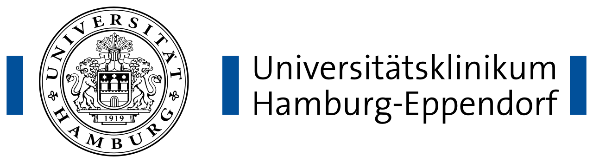 UNIVERSITÄT
HAMBURG
1919
Universitätsklinikum
Hamburg-Eppendorf